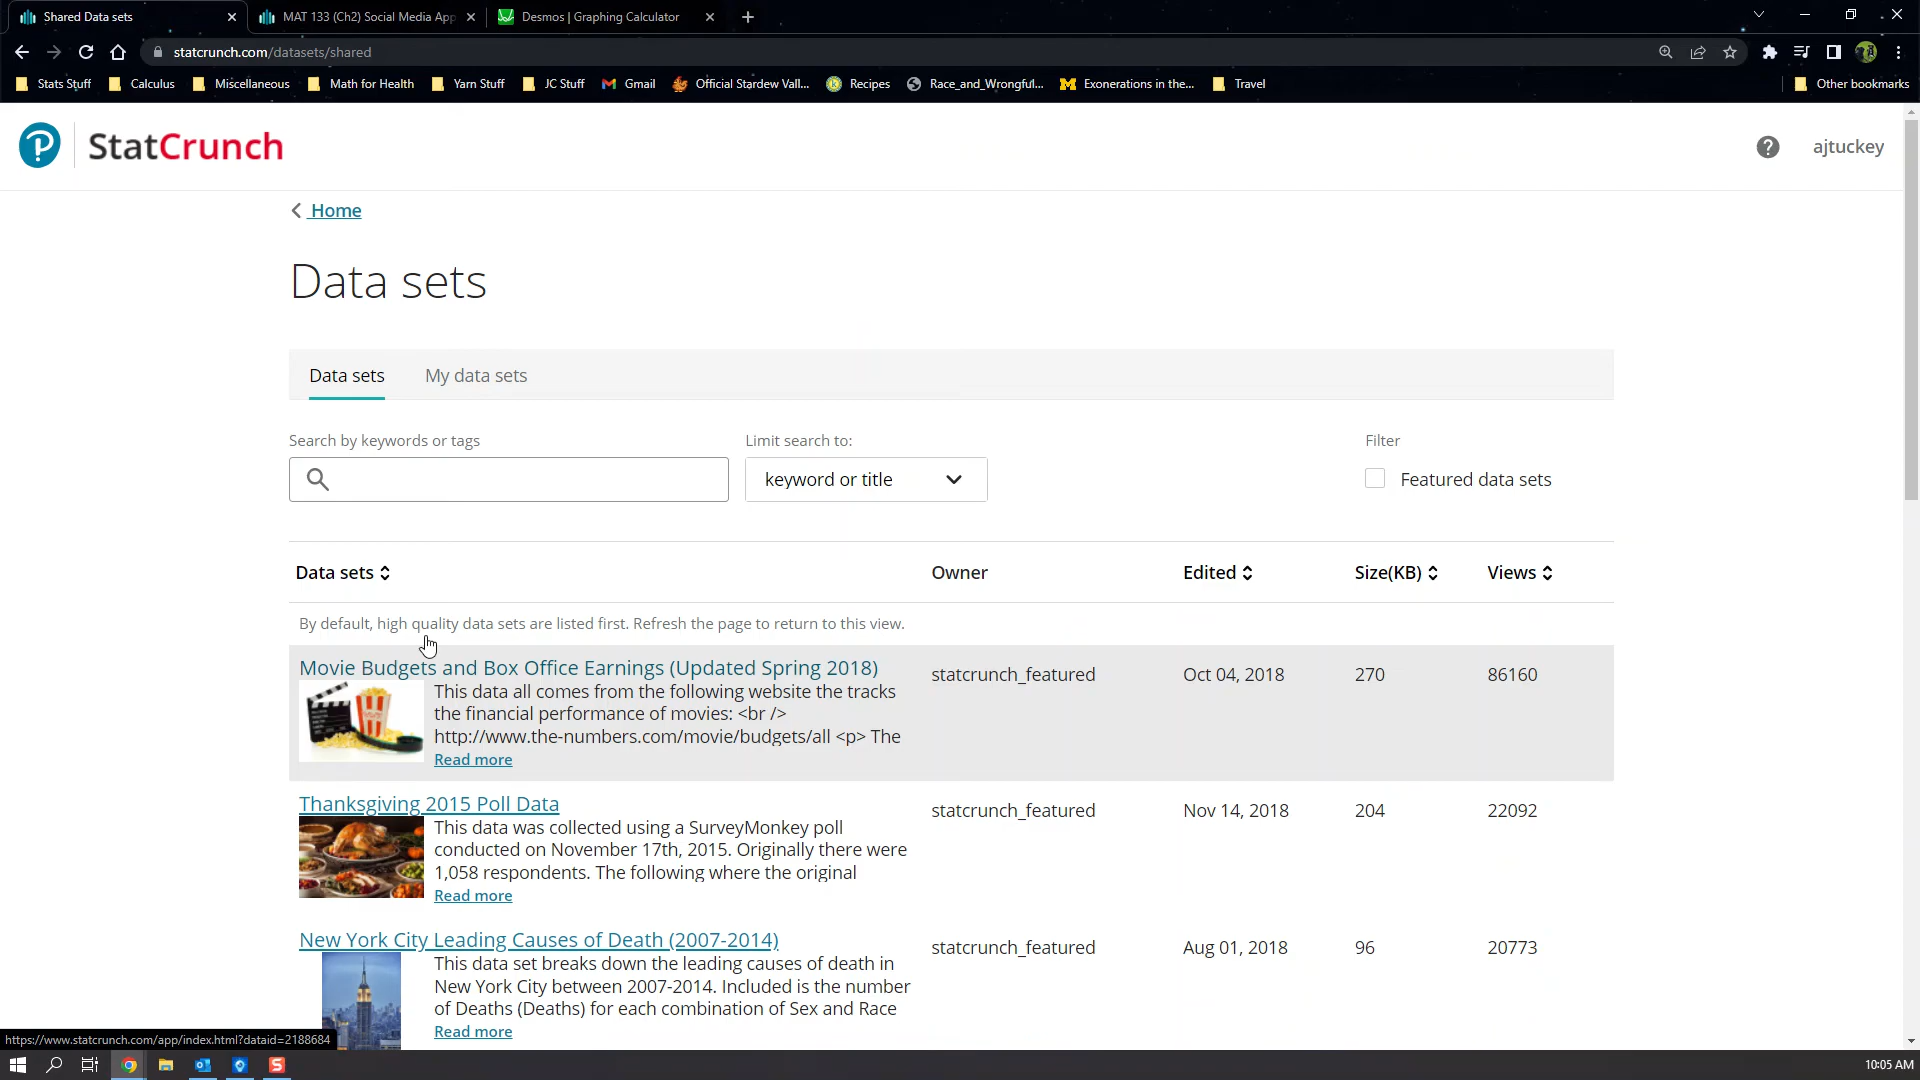 Shared Data sets
MAT 133 (Ch2) Social Media App
Desmos | Graphing Calculator
statcrunch.com/datasets/shared
Stats Stuff
Calculus
Miscellaneous
Math for Health
Yarn Stuff
JC Stuff
Gmail
Official Stardew Vall...
Recipes
Race_and_Wrongful...
Exonerations in the...
Travel
Other bookmarks
P
StatCrunch
?
ajtuckey
Home
Data sets
Data sets
My data sets
Search by keywords or tags
Limit search to:
Filter
keyword or title
Featured data sets
Data sets
Owner
Edited
Size(KB)
Views
By default, high quality data sets are listed first. Refresh the page to return to this view.
Movie Budgets and Box Office Earnings (Updated Spring 2018)
statcrunch_featured
Oct 04, 2018
270
86160
This data all comes from the following website the tracks
the financial performance of movies: <br />
http://www.the-numbers.com/movie/budgets/all <p> The
Read more
Thanksgiving 2015 Poll Data
statcrunch_featured
Nov 14, 2018
204
22092
This data was collected using a SurveyMonkey poll
conducted on November 17th, 2015. Originally there were
1,058 respondents. The following where the original
Read more
New York City Leading Causes of Death (2007-2014)
statcrunch_featured
Aug 01, 2018
96
20773
This data set breaks down the leading causes of death in
New York City between 2007-2014. Included is the number
of Deaths (Deaths) for each combination of Sex and Race
Read more
https://www.statcrunch.com/app/index.html?dataid=2188684
10:05 AM